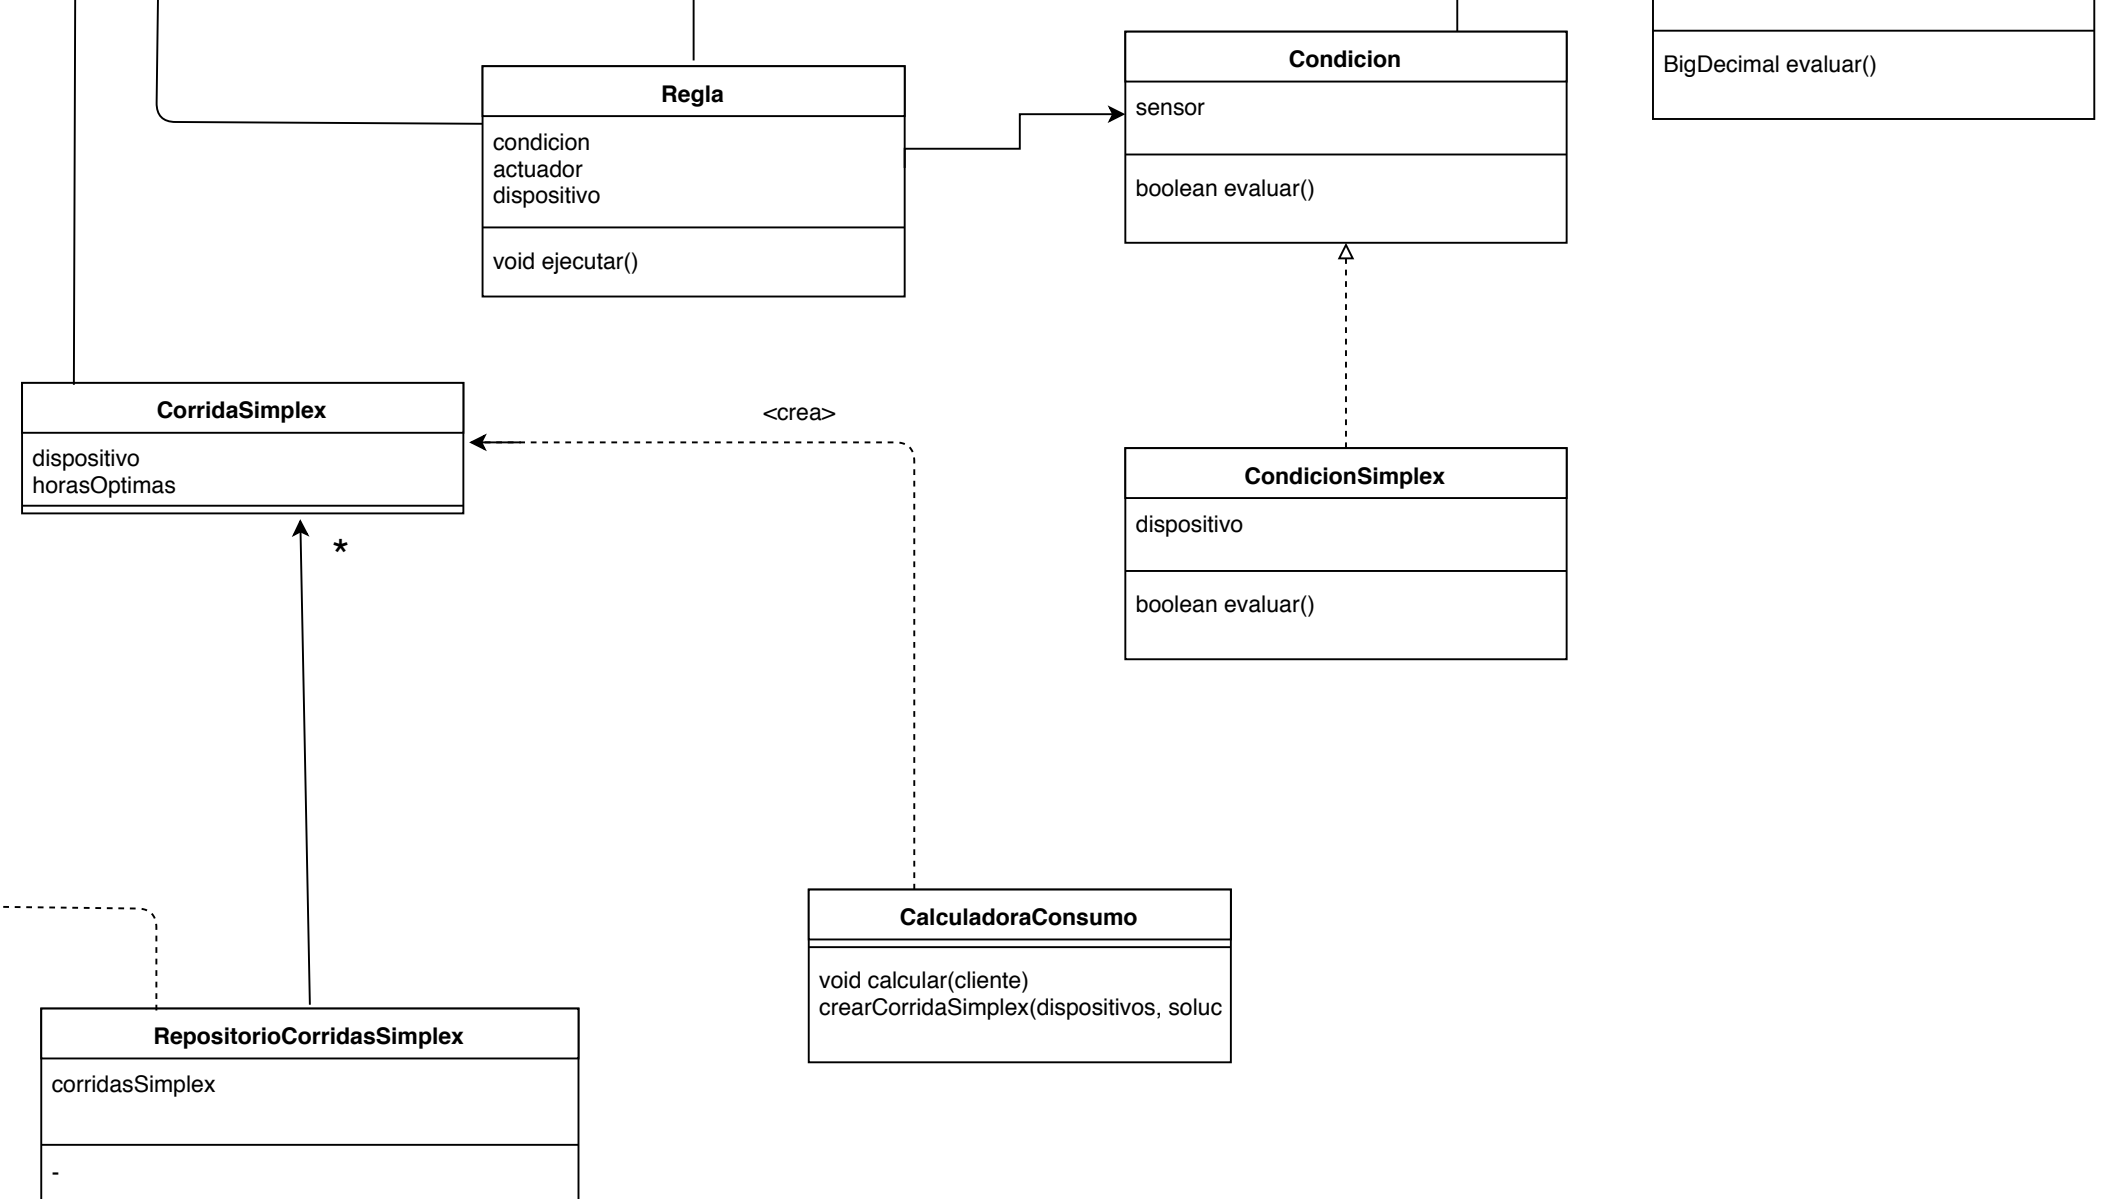 BigDecimal evaluar()
Condicion
sensor
boolean evaluar()
Regla
condicion
actuador
dispositivo
void ejecutar()
CorridaSimplex
dispositivo
horasOptimas
<crea>
*
CondicionSimplex
dispositivo
boolean evaluar()
CalculadoraConsumo
void calcular(cliente)
crearCorridaSimplex(dispositivos, soluc
RepositorioCorridasSimplex
corridasSimplex
-